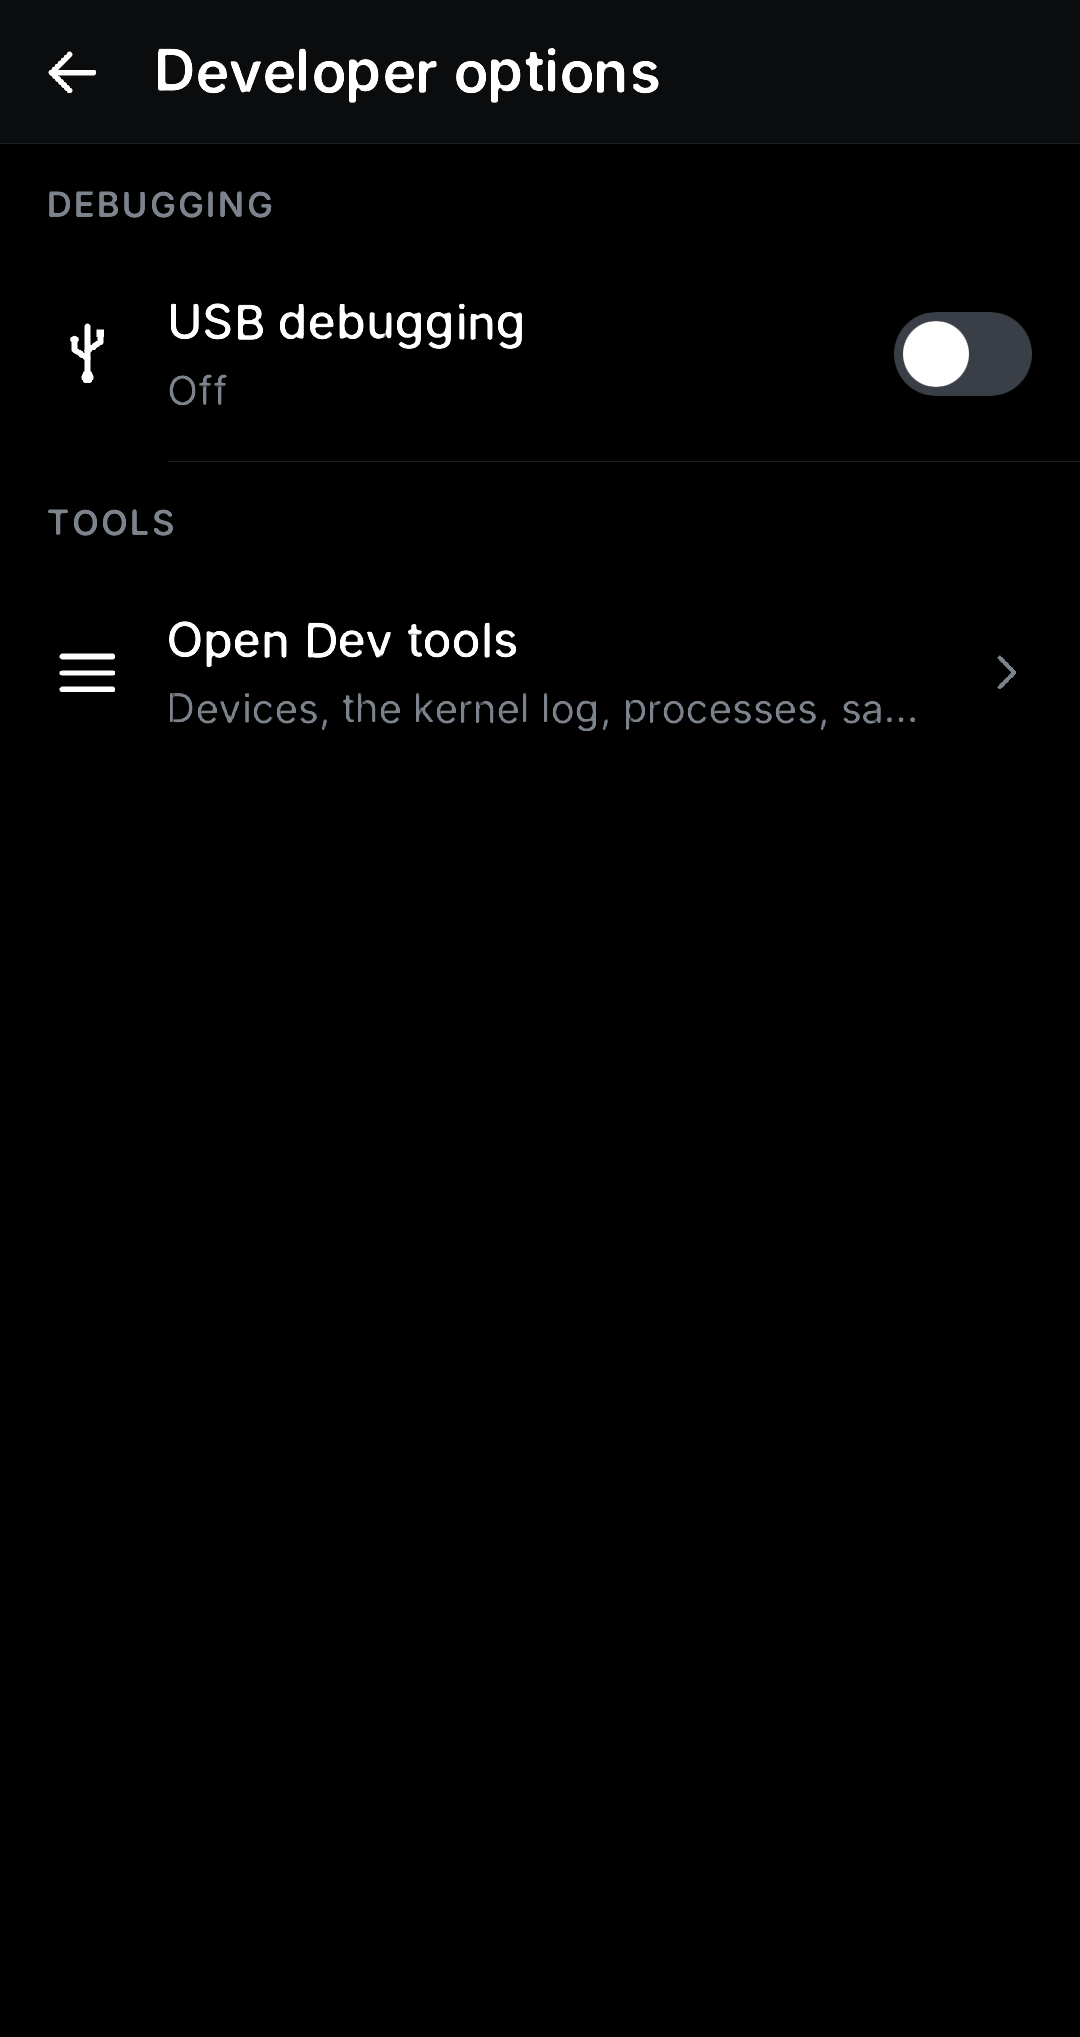 Developer options
DEBUGGING
USB debugging
Off
TOOLS
Open Dev tools
Devices, the kernel log, processes, sa...